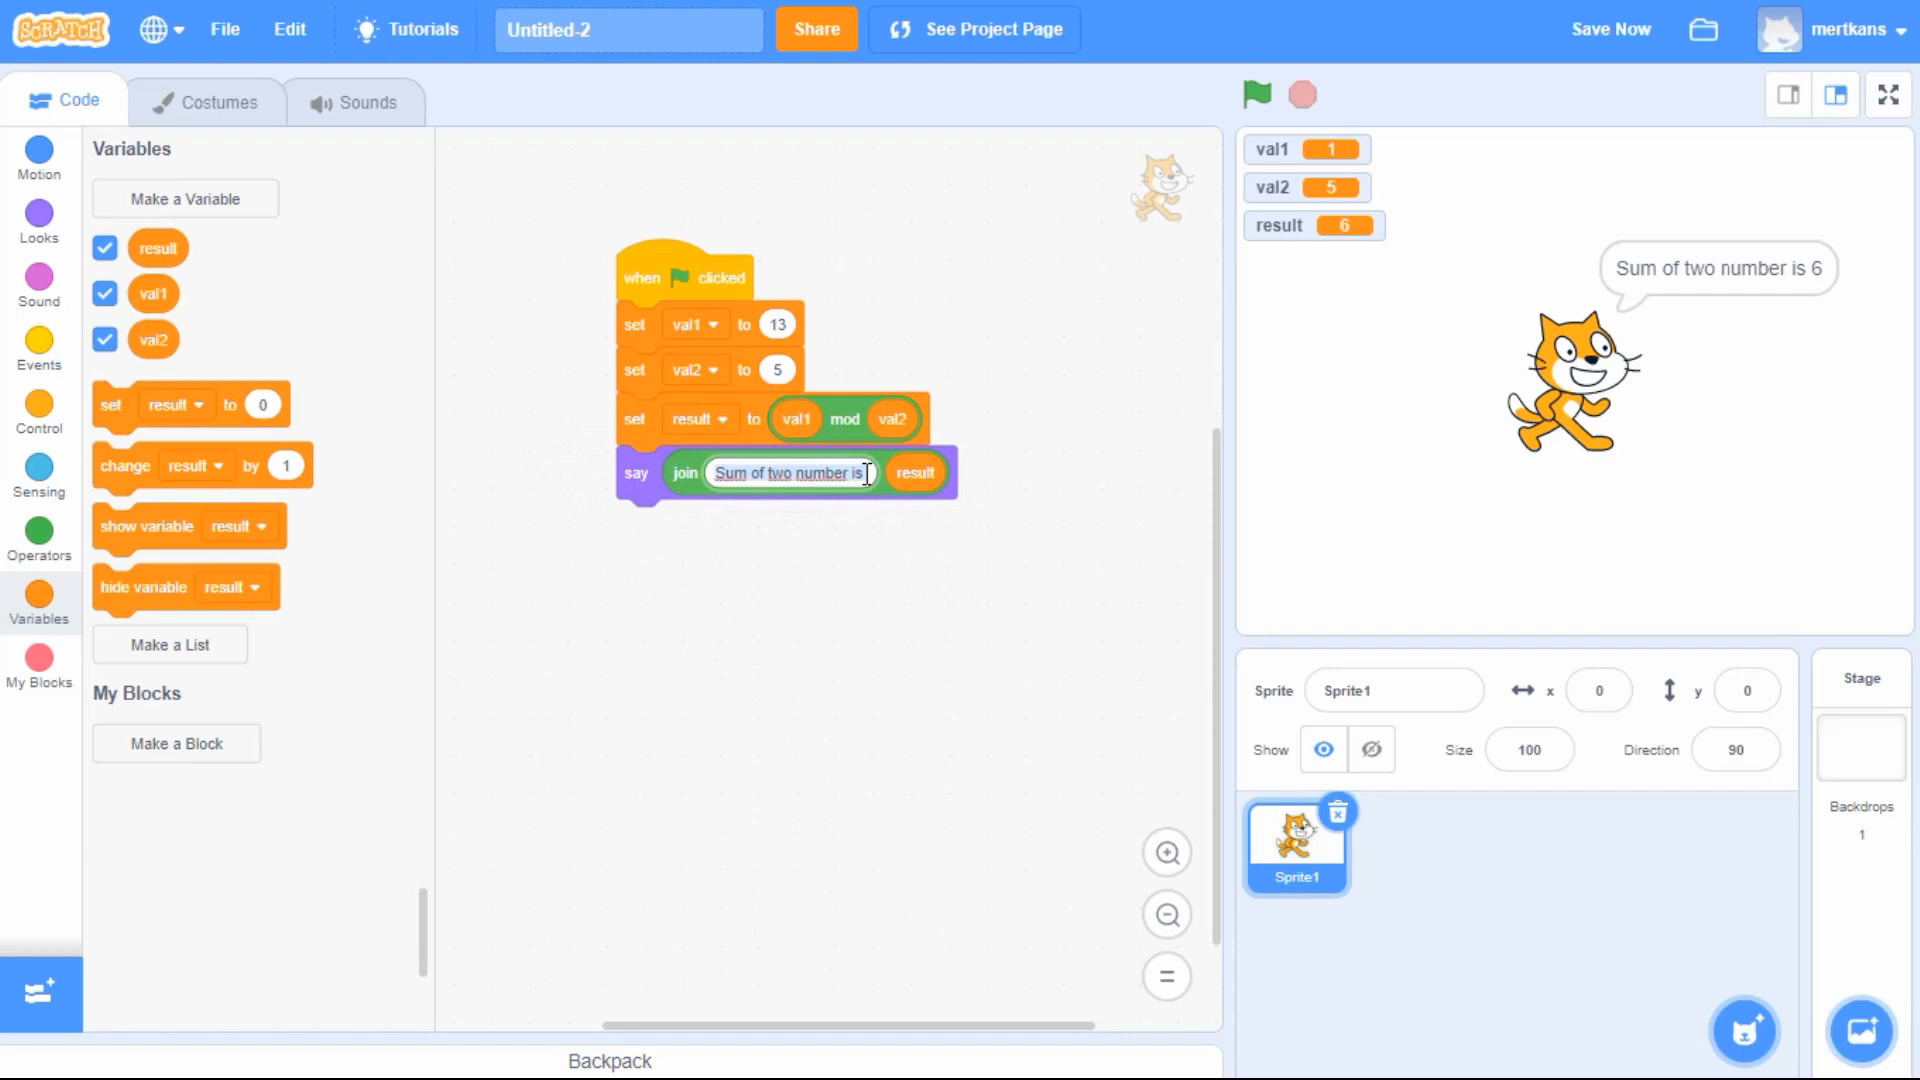 SCRATCH File Edit Tutorials Untitled-2 Share See Project Page Save Now mertkans
Code Costumes Sounds
Motion
Looks
Sound
Events
Control
Sensing
Operators
Variables
My Blocks
Variables
Make a Variable
result
val1
val2
set result to 0
change result by 1
show variable result
hide variable result
Make a List
My Blocks
Make a Block
when clicked
set val1 to 13
set val2 to 5
set result to val1 mod val2
say join Sum of two number is result
Backpack
val1 1
val2 5
result 6
Sum of two number is 6
Sprite Sprite1 x 0 y 0
Show Size 100 Direction 90
Sprite1
Stage
Backdrops
1